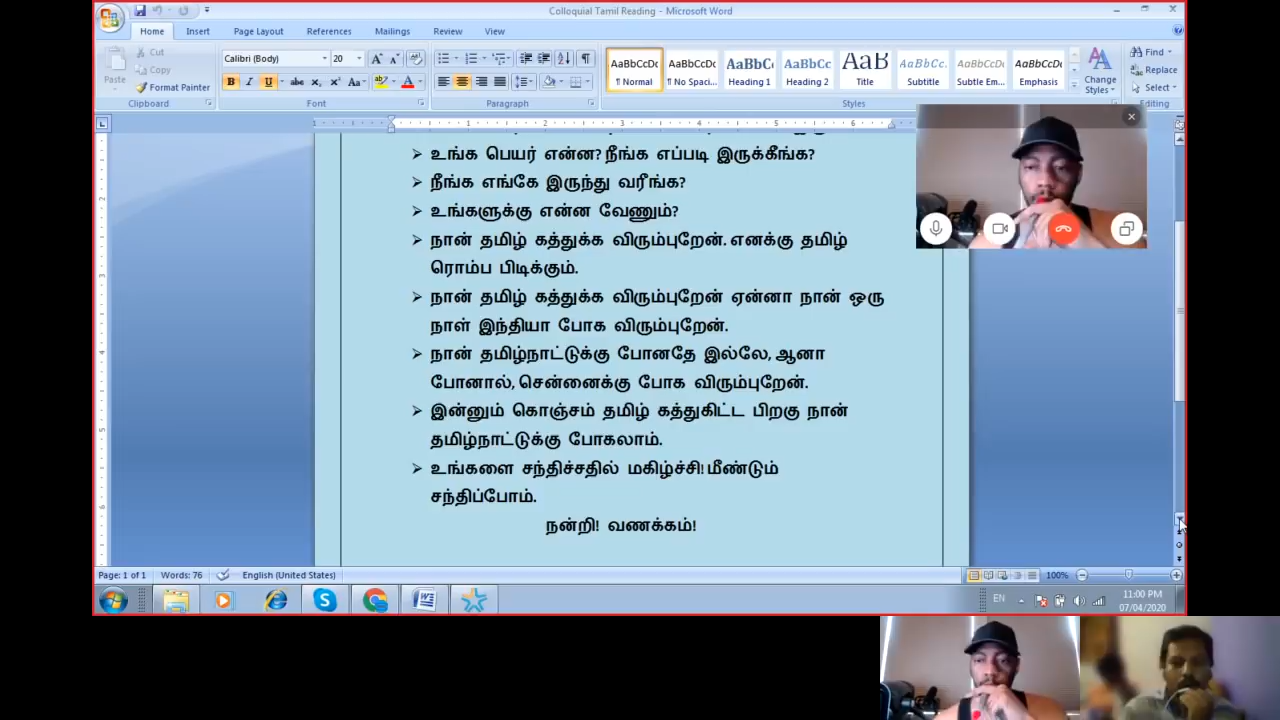 Colloquial Tamil Reading - Microsoft Word
Home Insert Page Layout References Mailings Review View
Cut
Copy
Paste
Format Painter
Calibri (Body) 20
B I U abc X₂ X² Aa
AaBbCcDc AaBbCcDc AaBbC AaBbCc AaB AaBbCc. AaBbCcDc AaBbCcDc
¶ Normal ¶ No Spaci... Heading 1 Heading 2 Title Subtitle Subtle Em... Emphasis
Change Styles
Find
Replace
Select
Clipboard Font Paragraph Styles Editing
➢ உங்க பெயர் என்ன? நீங்க எப்படி இருக்கீங்க?
➢ நீங்க எங்கே இருந்து வரீங்க?
➢ உங்களுக்கு என்ன வேணும்?
➢ நான் தமிழ் கத்துக்க விரும்புறேன். எனக்கு தமிழ்
ரொம்ப பிடிக்கும்.
➢ நான் தமிழ் கத்துக்க விரும்புறேன் ஏன்னா நான் ஒரு
நாள் இந்தியா போக விரும்புறேன்.
➢ நான் தமிழ்நாட்டுக்கு போனதே இல்லே, ஆனா
போனால், சென்னைக்கு போக விரும்புறேன்.
➢ இன்னும் கொஞ்சம் தமிழ் கத்துகிட்ட பிறகு நான்
தமிழ்நாட்டுக்கு போகலாம்.
➢ உங்களை சந்திச்சதில் மகிழ்ச்சி! மீண்டும்
சந்திப்போம்.
நன்றி! வணக்கம்!
Page: 1 of 1 Words: 76 English (United States) 100%
EN 11:00 PM
07/04/2020